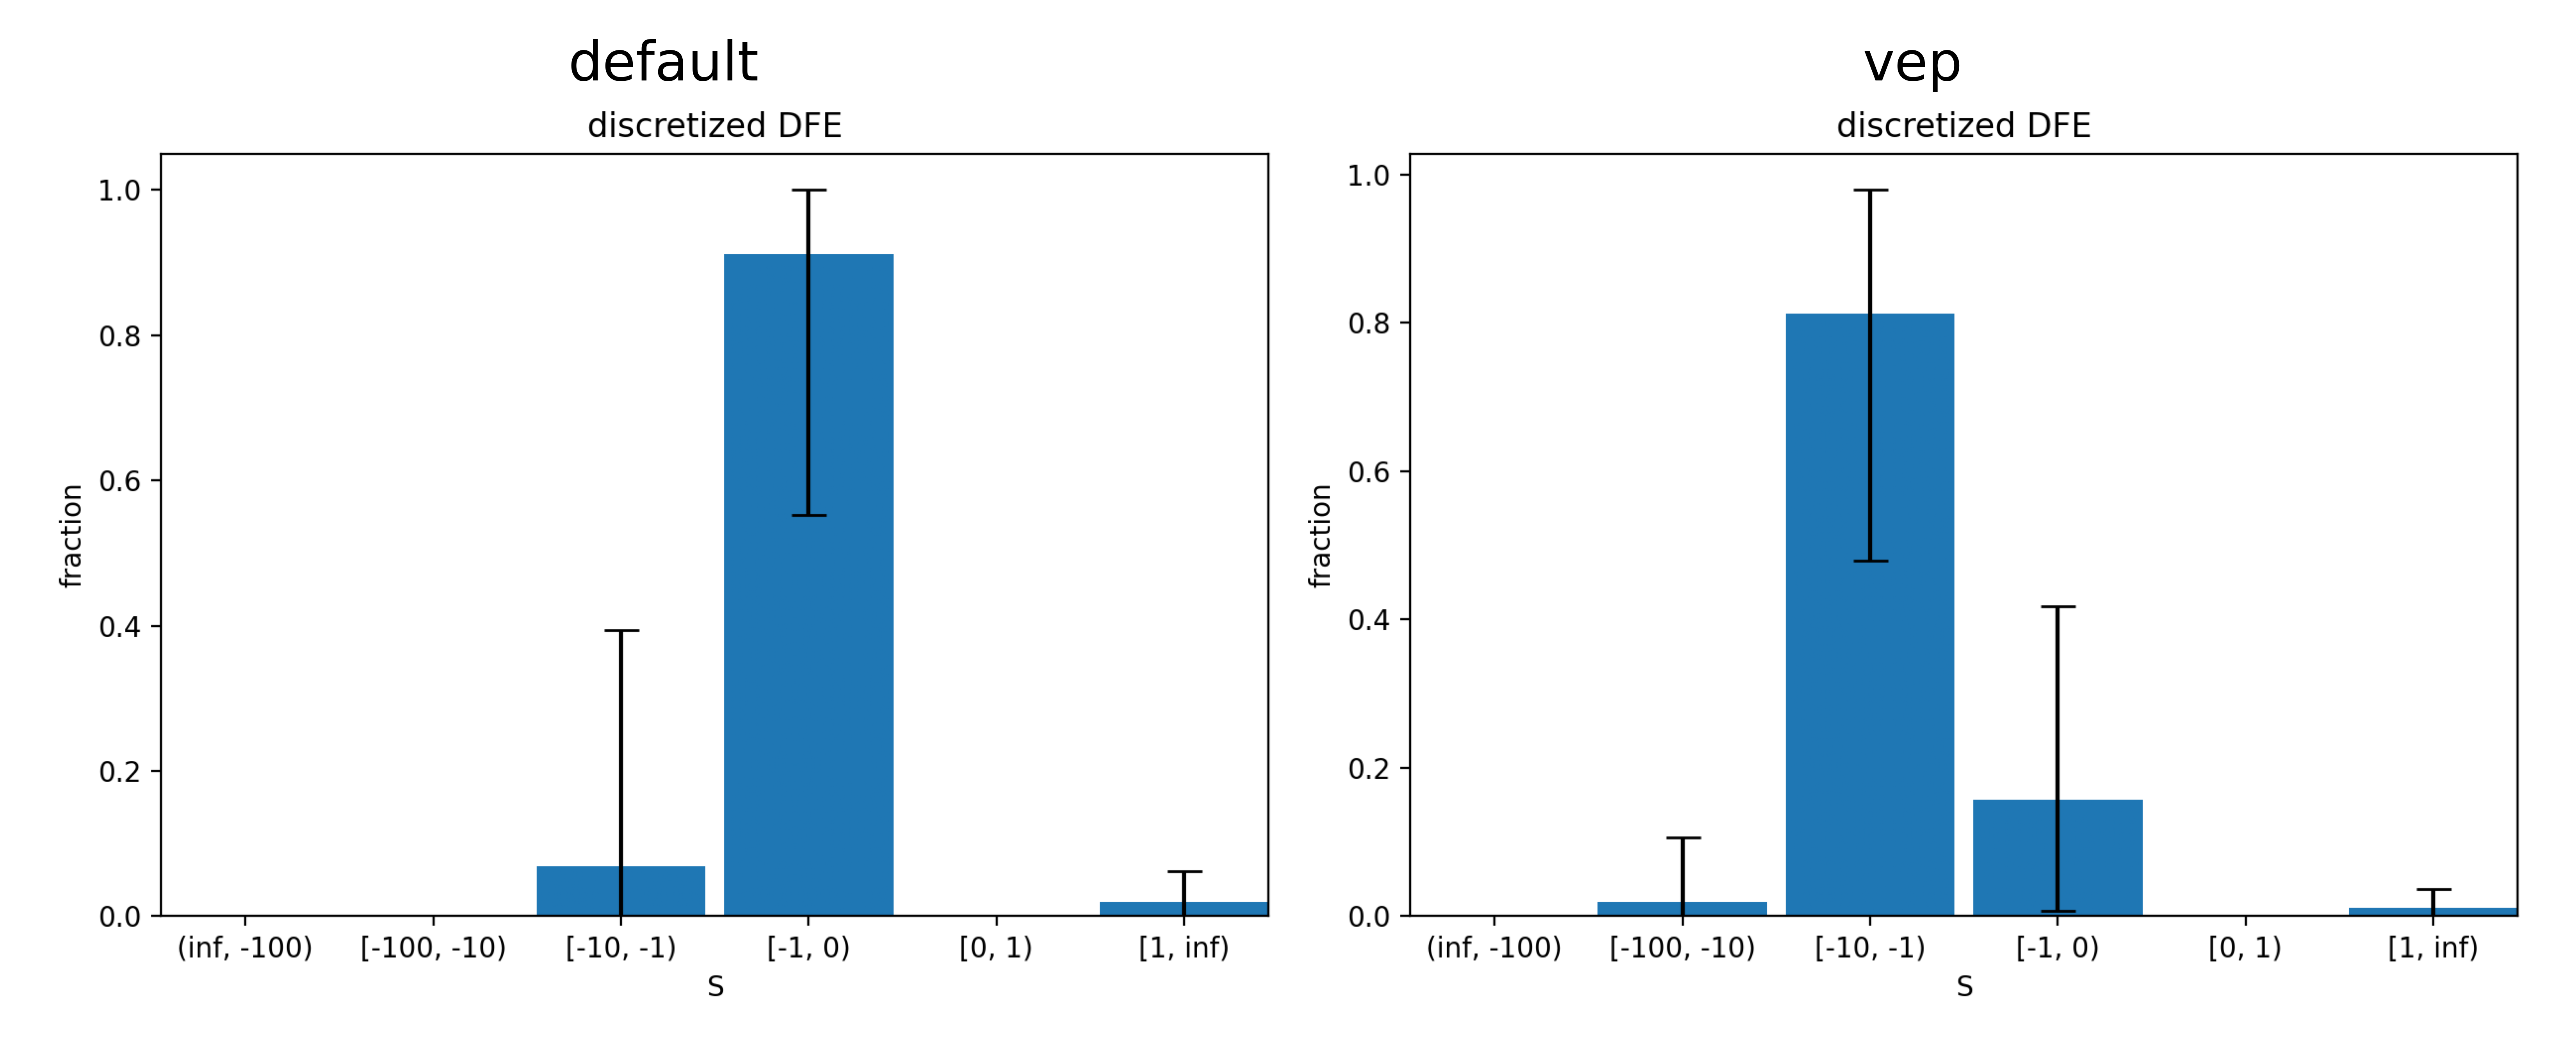 default
discretized DFE
1.0
0.8
0.6
0.4
0.2
0.0
fraction
(inf, -100) [-100, -10) [-10, -1) [-1, 0) [0, 1) [1, inf)
S
vep
discretized DFE
1.0
0.8
0.6
0.4
0.2
0.0
fraction
(inf, -100) [-100, -10) [-10, -1) [-1, 0) [0, 1) [1, inf)
S